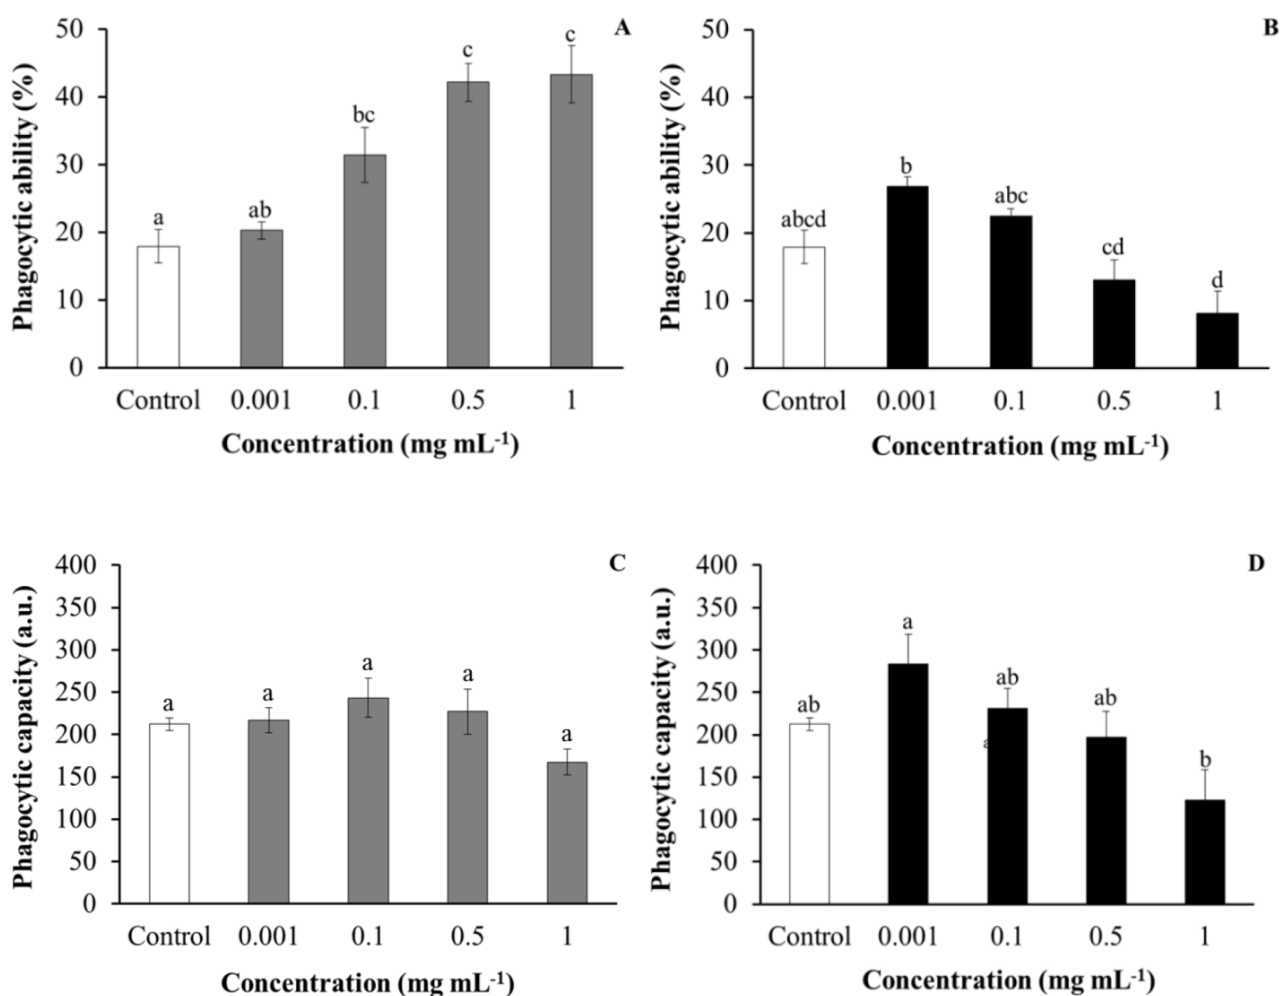 A
Phagocytic ability (%)
50
40
30
20
10
0
a
ab
bc
c
c
Control 0.001 0.1 0.5 1
Concentration (mg mL⁻¹)
B
Phagocytic ability (%)
50
40
30
20
10
0
abcd
b
abc
cd
d
Control 0.001 0.1 0.5 1
Concentration (mg mL⁻¹)
C
Phagocytic capacity (a.u.)
400
350
300
250
200
150
100
50
0
a
a
a
a
a
Control 0.001 0.1 0.5 1
Concentration (mg mL⁻¹)
D
Phagocytic capacity (a.u.)
400
350
300
250
200
150
100
50
0
ab
a
ab
ab
b
Control 0.001 0.1 0.5 1
Concentration (mg mL⁻¹)